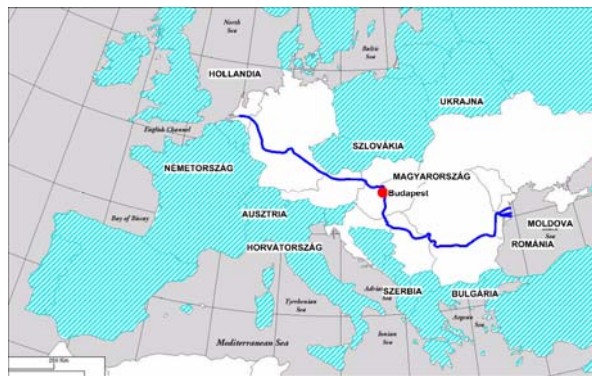 North
Sea
Baltic
Sea
HOLLANDIA
UKRAJNA
English Channel
SZLOVÁKIA
NÉMETORSZÁG
MAGYARORSZÁG
Budapest
Bay of Biscay
AUSZTRIA
MOLDOVA
Sea
HORVÁTORSZÁG
ROMÁNIA
Adriatic
Sea
SZERBIA
BULGÁRIA
Tyrrhenian
Sea
Aegean
Sea
Ionian
Sea
Mediterranean Sea